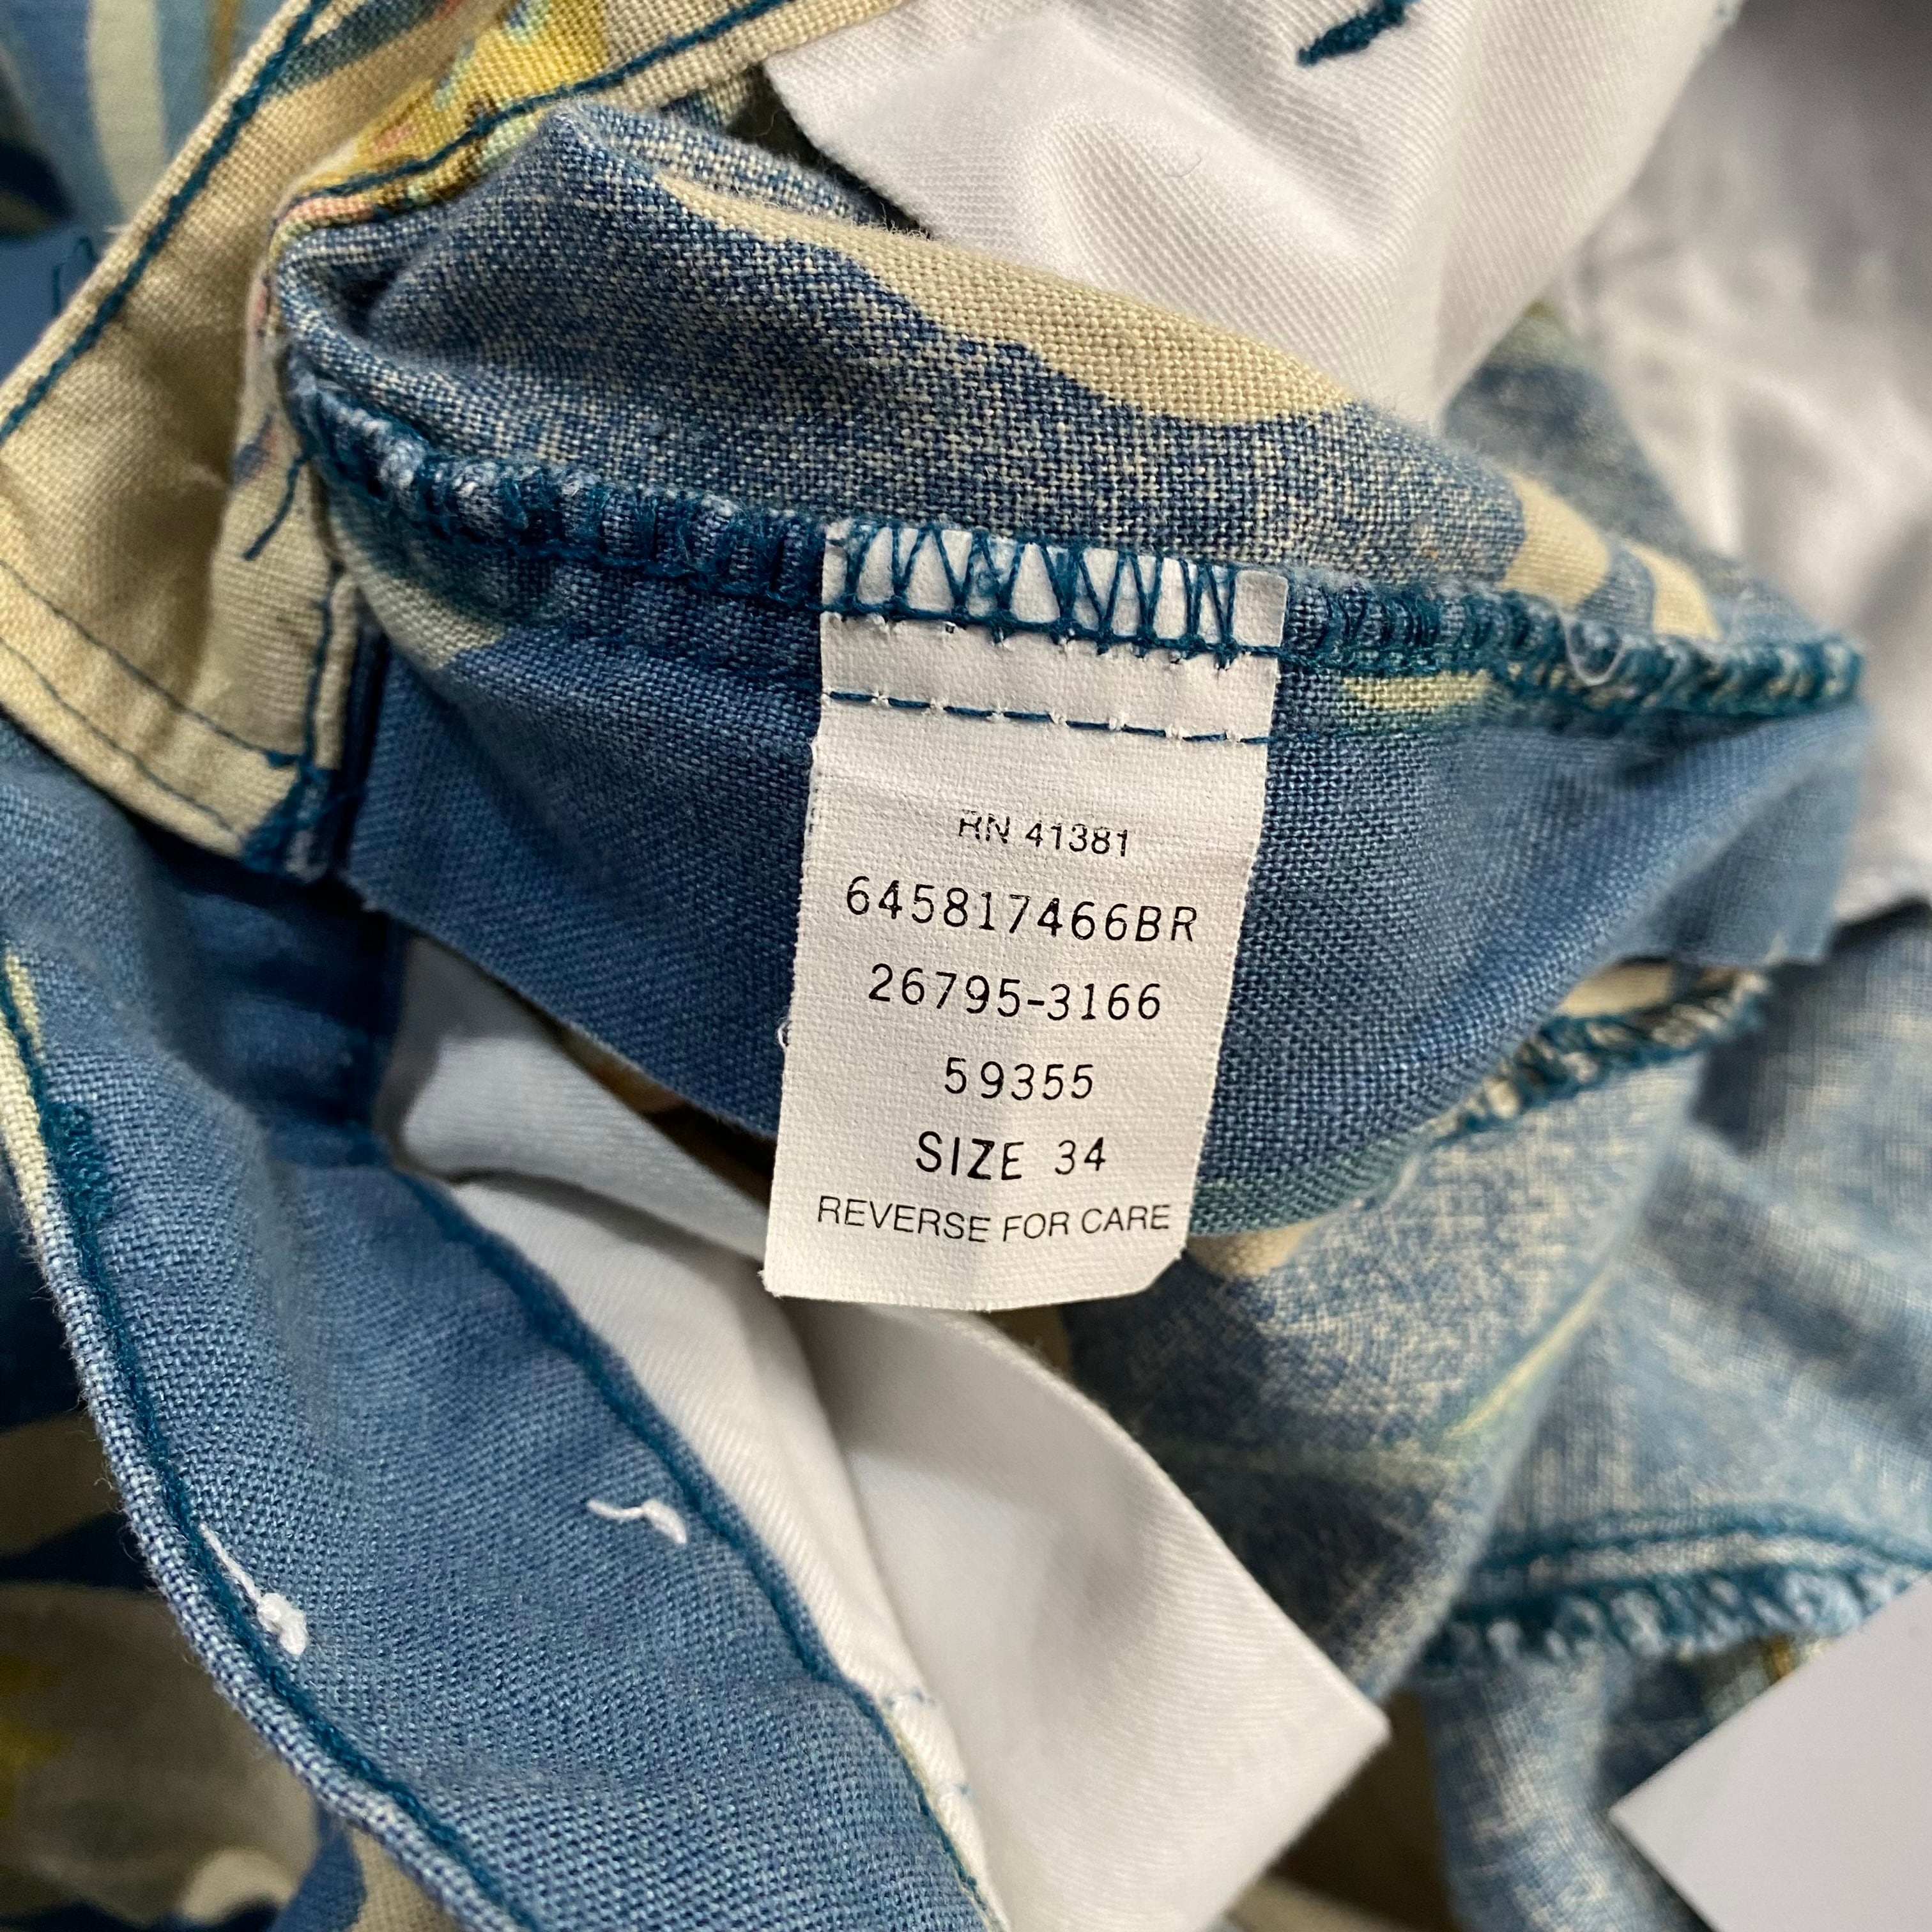 RN 41381
645817466BR
26795-3166
59355
SIZE 34
REVERSE FOR CARE